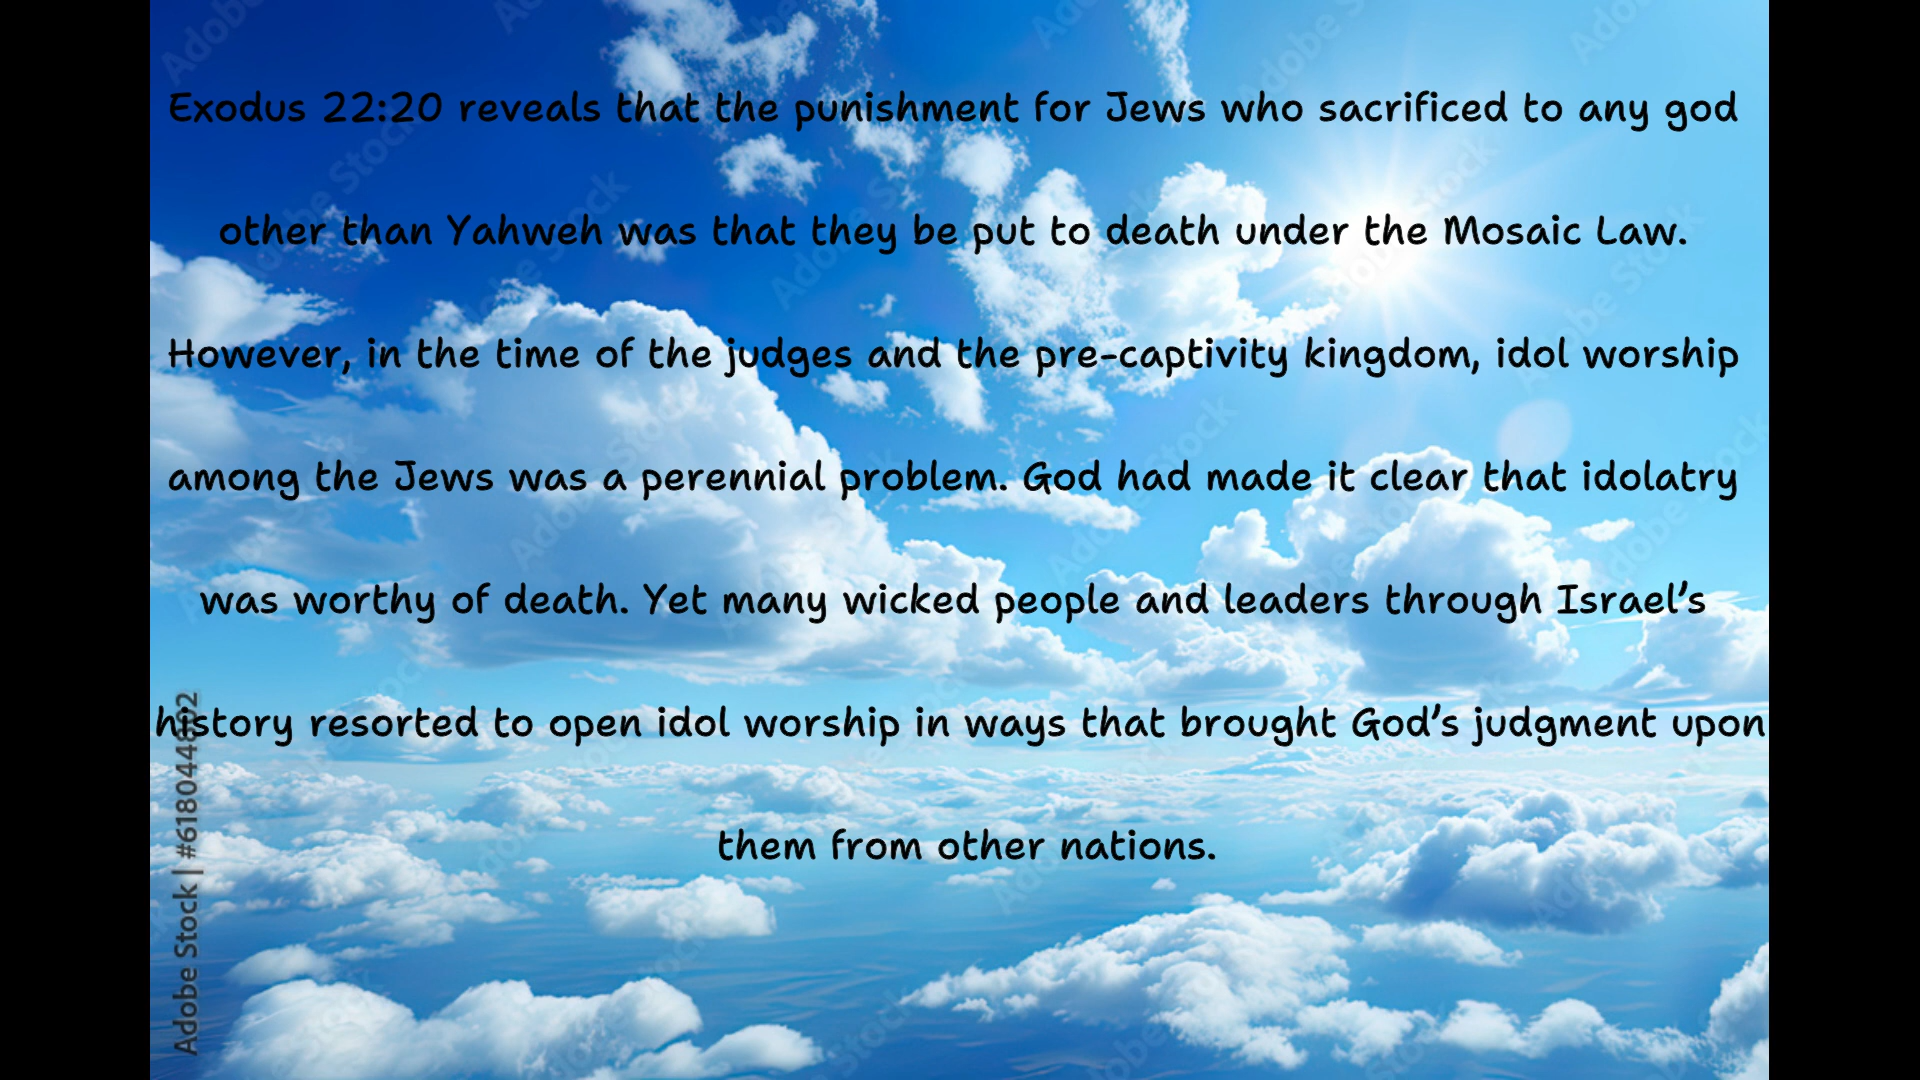 Exodus 22:20 reveals that the punishment for Jews who sacrificed to any god
other than Yahweh was that they be put to death under the Mosaic Law.
However, in the time of the judges and the pre-captivity kingdom, idol worship
among the Jews was a perennial problem. God had made it clear that idolatry
was worthy of death. Yet many wicked people and leaders through Israel’s
history resorted to open idol worship in ways that brought God’s judgment upon
them from other nations.
Adobe Stock | #618044802